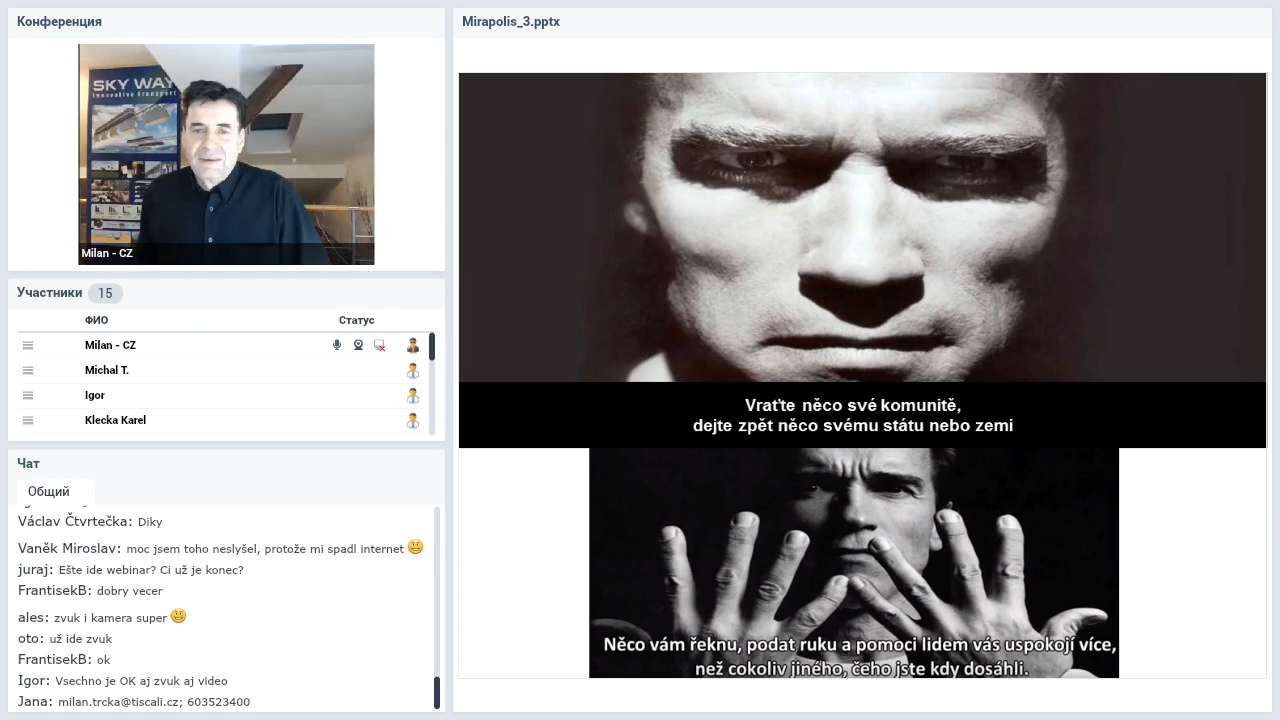 Конференция
SKY WAY
innovative transport
Milan - CZ
Участники 15
ФИО Статус
Milan - CZ
Michal T.
Igor
Klecka Karel
Чат
Общий
Václav Čtvrtečka: Diky
Vaněk Miroslav: moc jsem toho neslyšel, protože mi spadl internet
juraj: Ešte ide webinar? Ci už je konec?
FrantisekB: dobry vecer
ales: zvuk i kamera super
oto: už ide zvuk
FrantisekB: ok
Igor: Vsechno je OK aj zvuk aj video
Jana: milan.trcka@tiscali.cz; 603523400
Mirapolis_3.pptx
Vraťte něco své komunitě,
dejte zpět něco svému státu nebo zemi
Něco vám řeknu, podat ruku a pomoci lidem vás uspokojí více,
než cokoliv jiného, čeho jste kdy dosáhli.